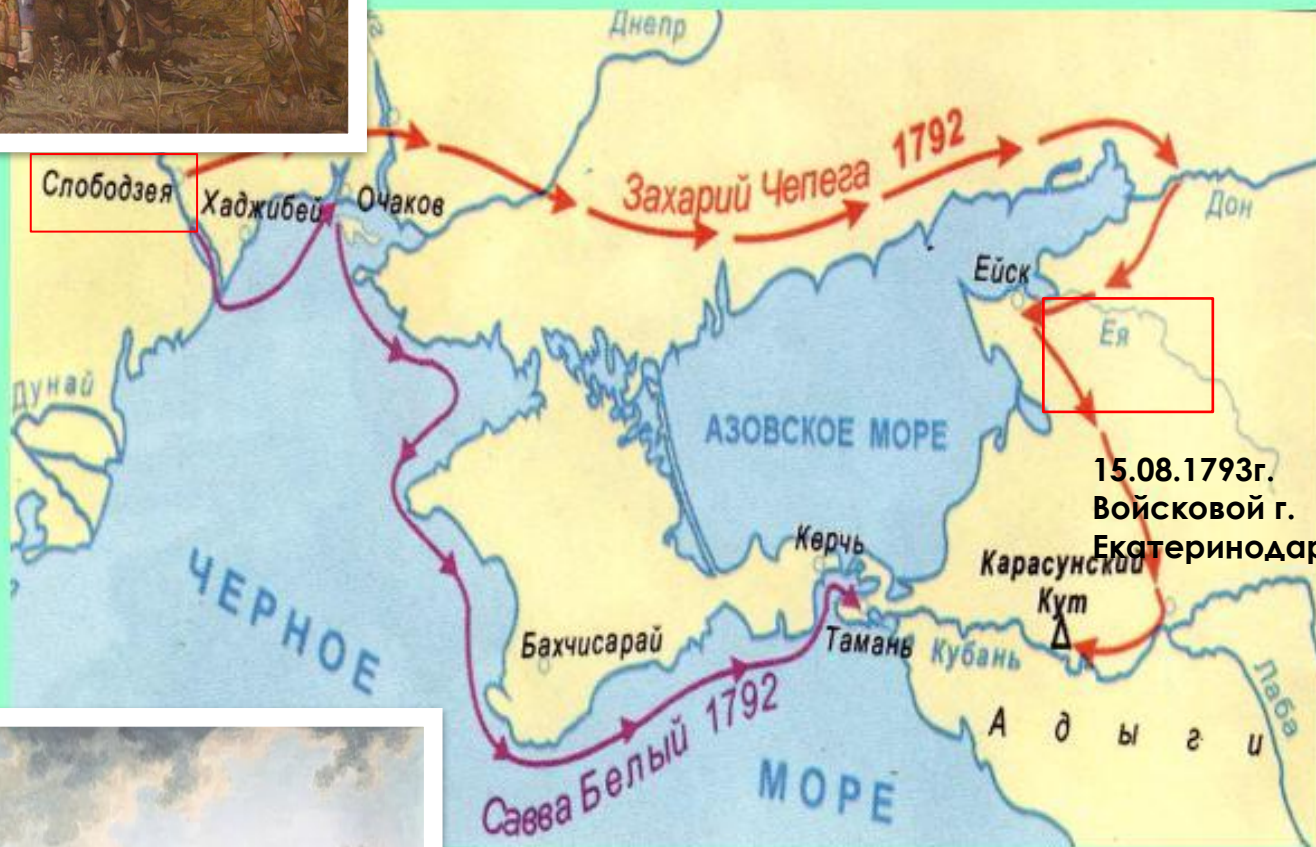 Днепр
Захарий Чепега 1792
Слободзея
Хаджибей
Очаков
Дон
Ейск
Ея
Дунай
АЗОВСКОЕ МОРЕ
15.08.1793г.
Войсковой г.
Екатеринодар
Керчь
Карасунский
Кут
ЧЕРНОЕ
Бахчисарай
Тамань
Кубань
Лаба
Адыги
Савва Белый 1792
МОРЕ